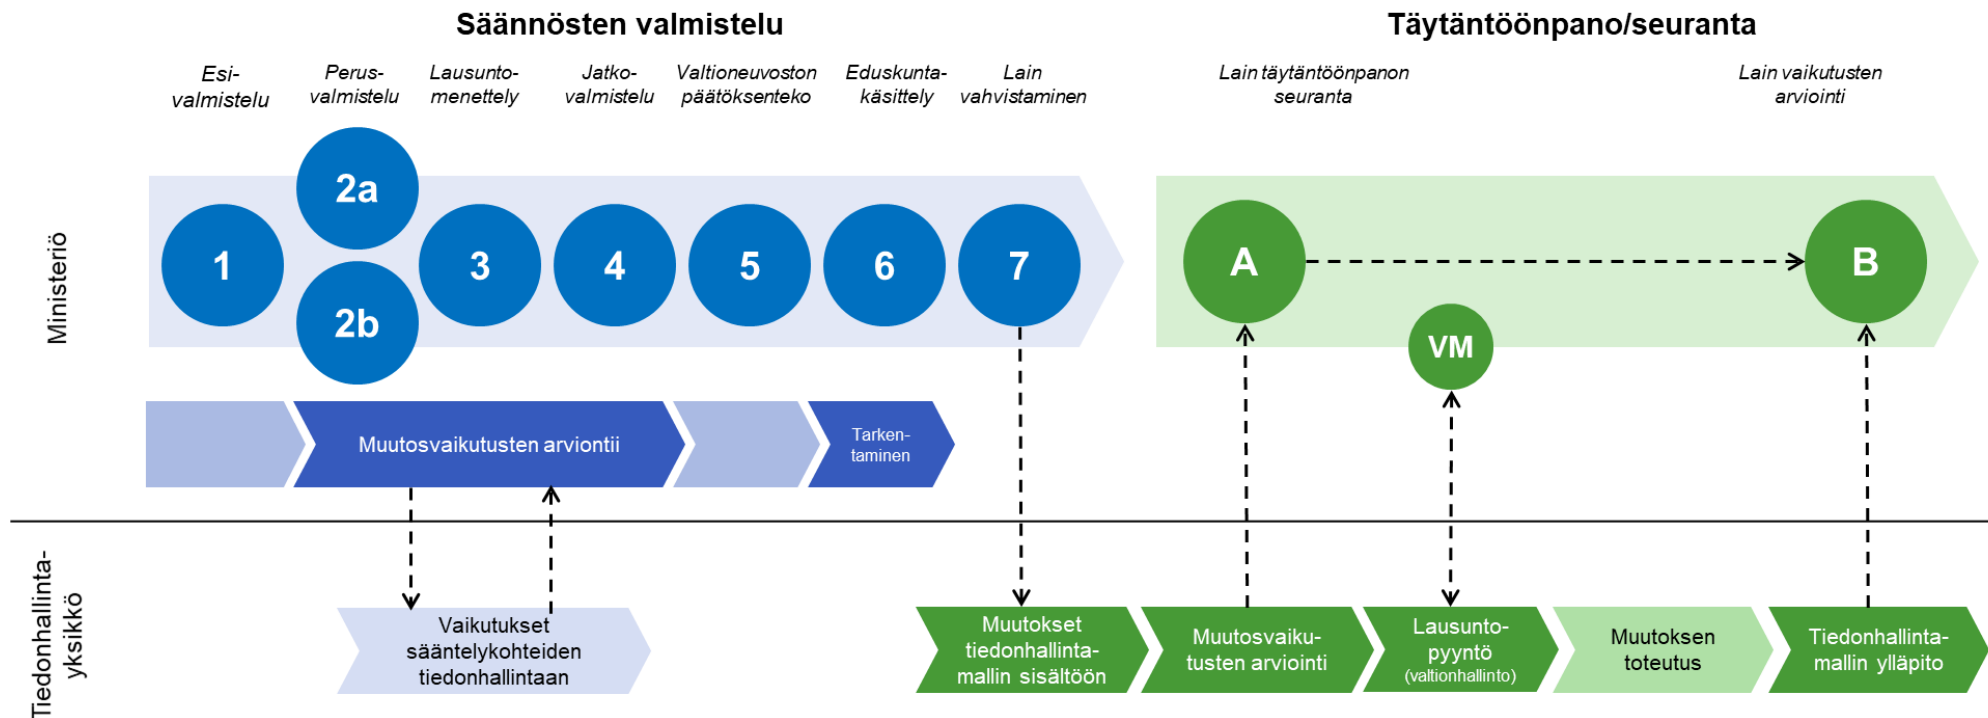 Säännösten valmistelu
Täytäntöönpano/seuranta
Esi-
valmistelu
Perus-
valmistelu
Lausunto-
menettely
Jatko-
valmistelu
Valtioneuvoston
päätöksenteko
Eduskunta-
käsittely
Lain
vahvistaminen
Lain täytäntöönpanon
seuranta
Lain vaikutusten
arviointi
Ministeriö
1
2a
2b
3
4
5
6
7
A
VM
B
Muutosvaikutusten arviontii
Tarken-
taminen
Tiedonhallinta-
yksikkö
Vaikutukset
sääntelykohteiden
tiedonhallintaan
Muutokset
tiedonhallinta-
mallin sisältöön
Muutosvaiku-
tusten arviointi
Lausunto-
pyyntö
(valtionhallinto)
Muutoksen
toteutus
Tiedonhallinta-
mallin ylläpito